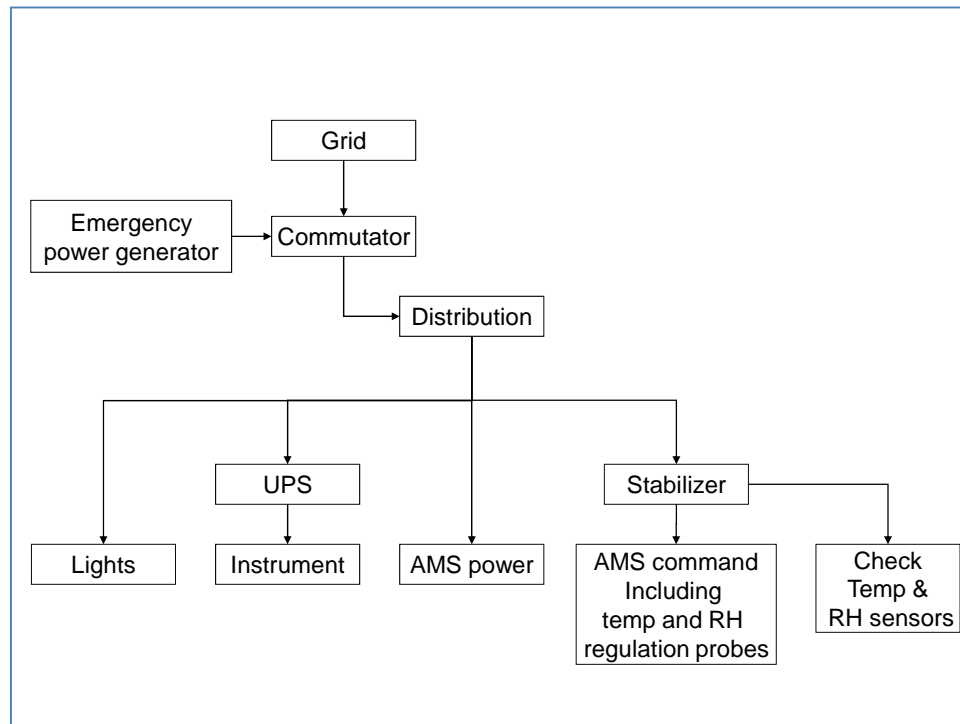 Grid
Emergency
power generator
Commutator
Distribution
UPS
Stabilizer
Lights
Instrument
AMS power
AMS command
Including
temp and RH
regulation probes
Check
Temp &
RH sensors